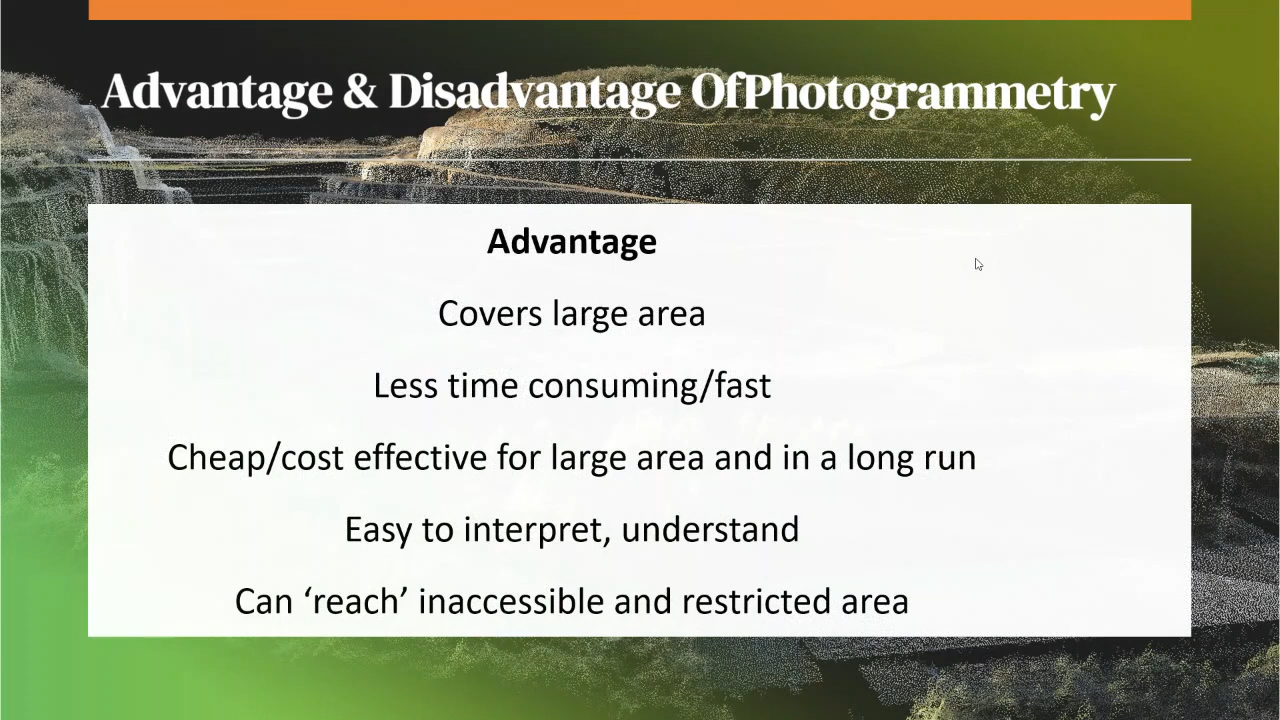 Advantage & Disadvantage OfPhotogrammetry
Advantage
Covers large area
Less time consuming/fast
Cheap/cost effective for large area and in a long run
Easy to interpret, understand
Can ‘reach’ inaccessible and restricted area